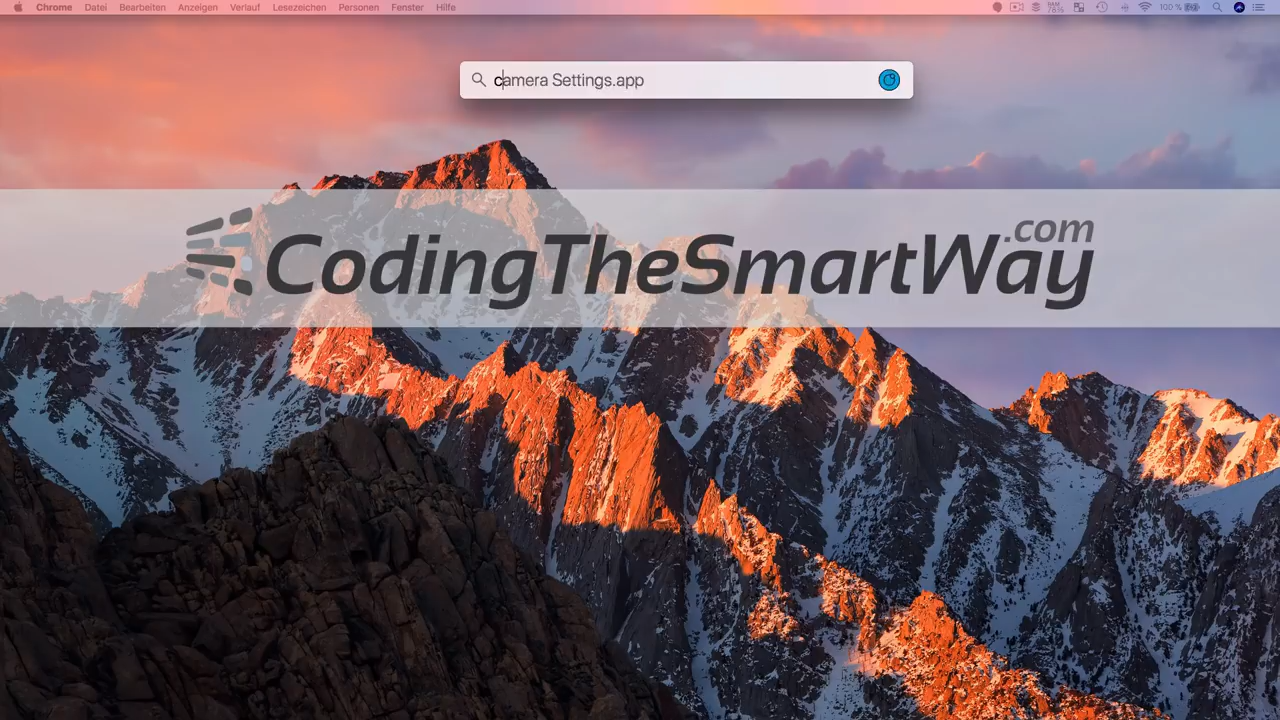 Chrome Datei Bearbeiten Anzeigen Verlauf Lesezeichen Personen Fenster Hilfe 100 %
camera Settings.app
CodingTheSmartWay.com